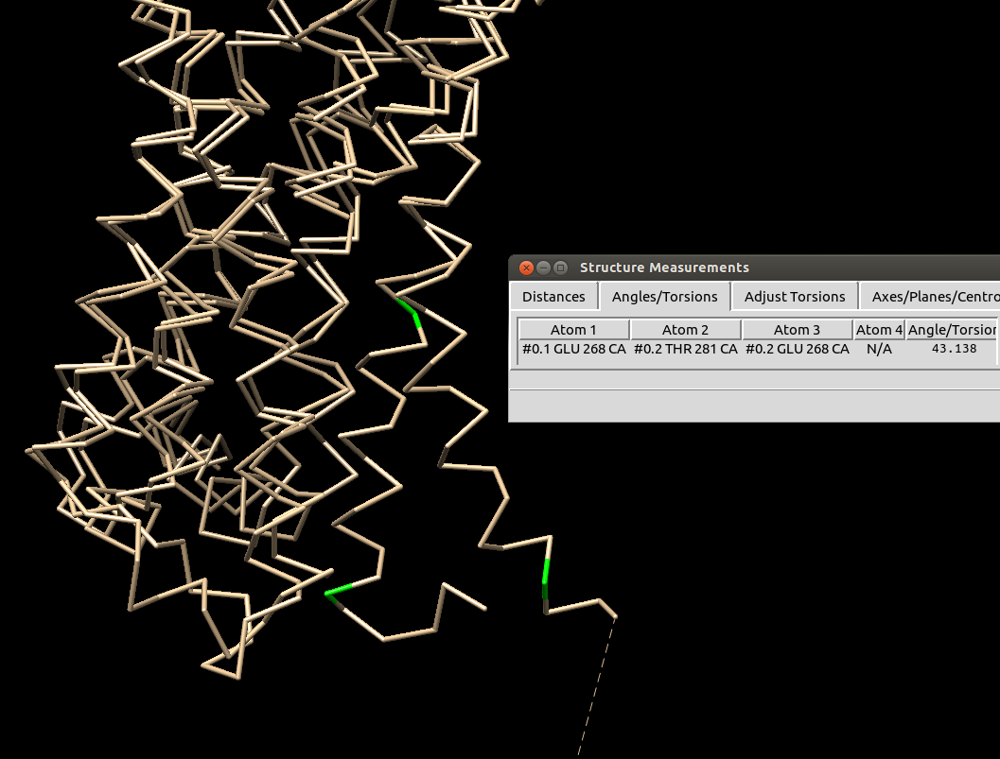 Structure Measurements
Distances Angles/Torsions Adjust Torsions Axes/Planes/Centro
Atom 1 Atom 2 Atom 3 Atom 4 Angle/Torsion
#0.1 GLU 268 CA #0.2 THR 281 CA #0.2 GLU 268 CA N/A 43.138